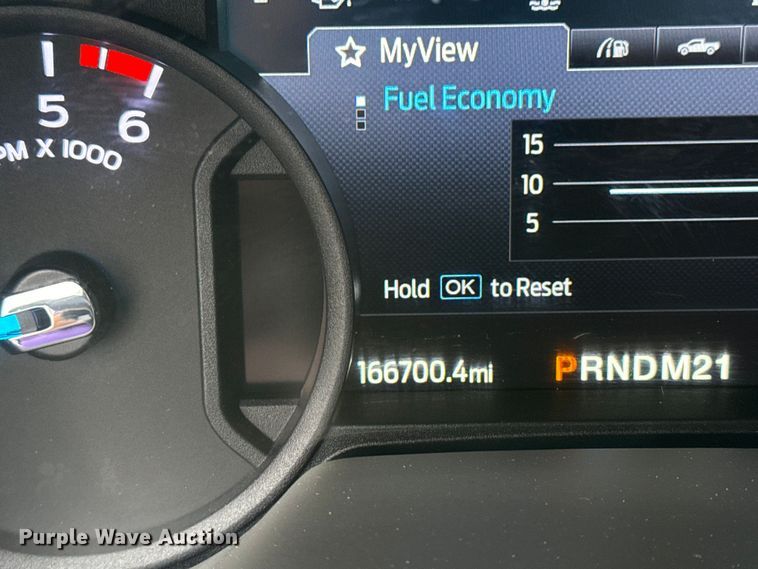 MyView
5
6
PM X 1000
Fuel Economy
15
10
5
Hold OK to Reset
166700.4mi
PRNDM21
Purple Wave Auction